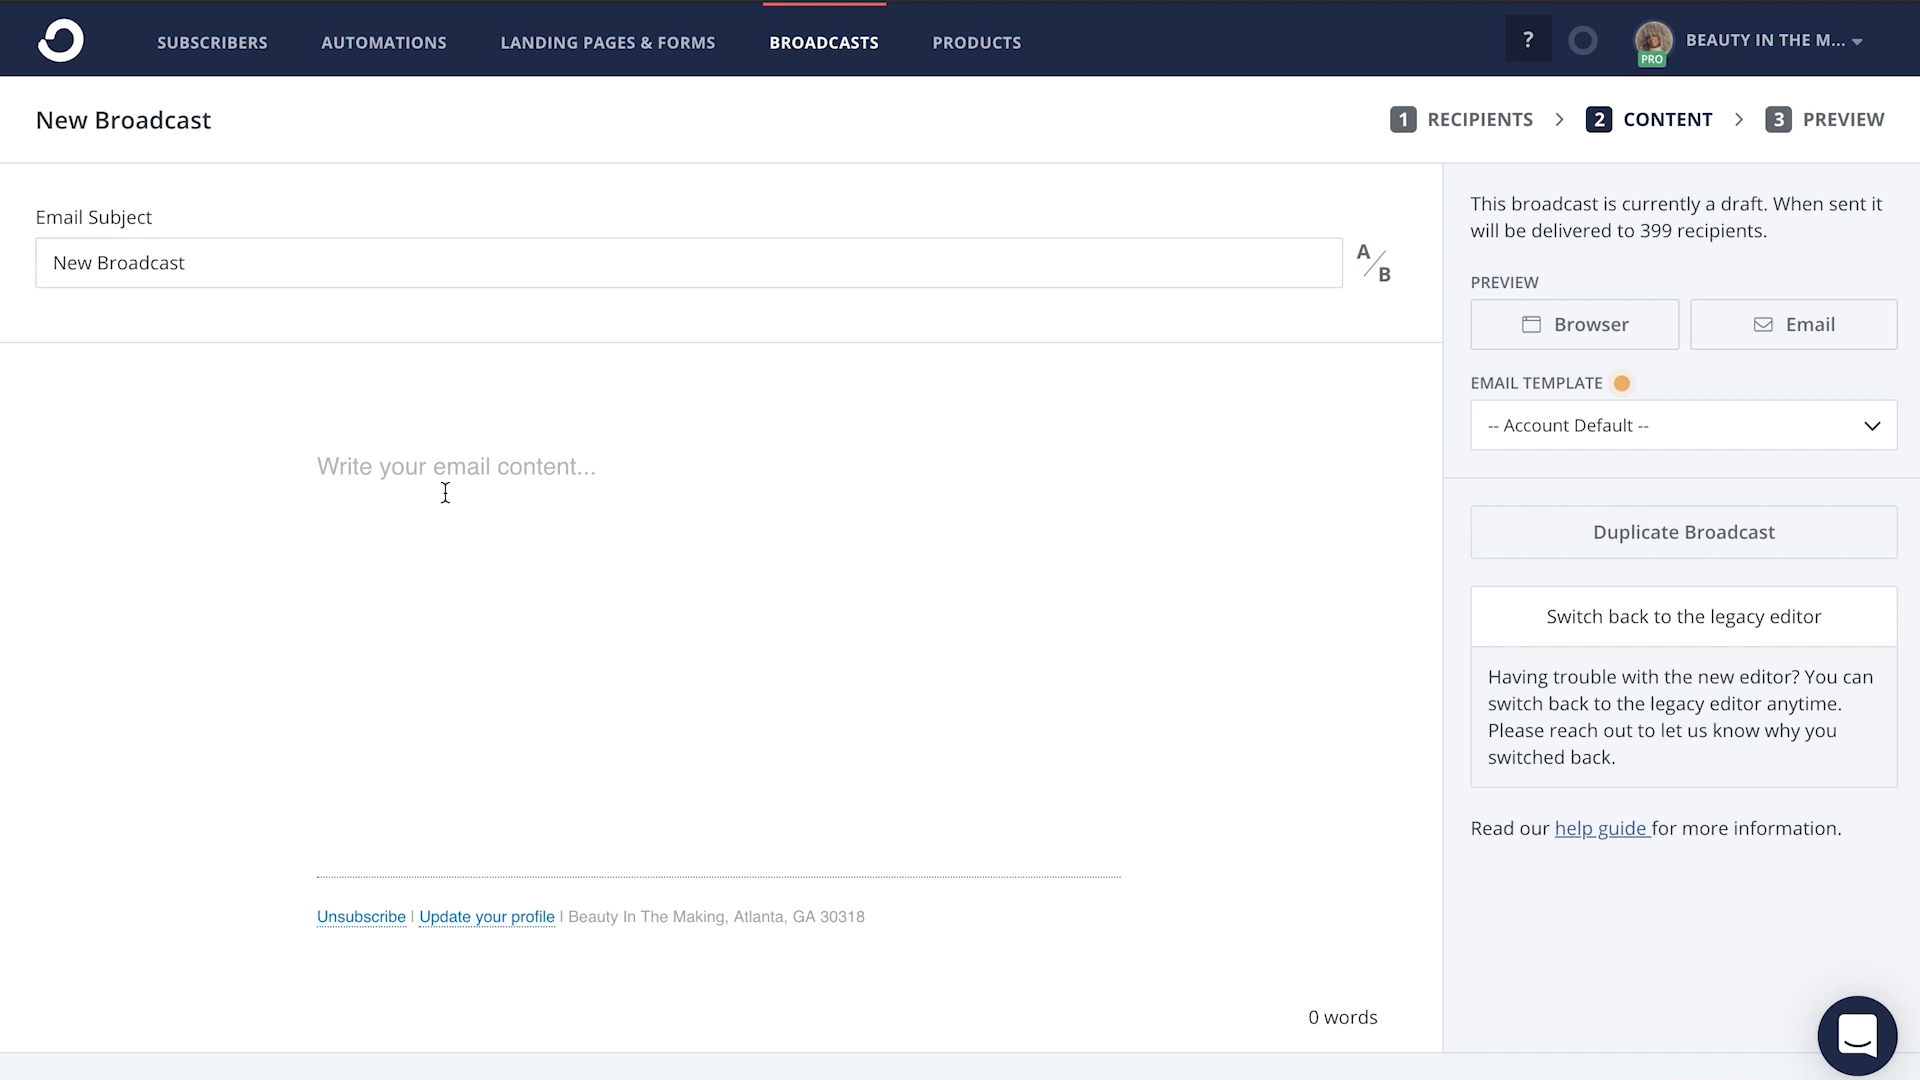 SUBSCRIBERS AUTOMATIONS LANDING PAGES & FORMS BROADCASTS PRODUCTS ? PRO BEAUTY IN THE M...
New Broadcast
1 RECIPIENTS > 2 CONTENT > 3 PREVIEW
Email Subject
New Broadcast
A/B
Write your email content...
Unsubscribe | Update your profile | Beauty In The Making, Atlanta, GA 30318
0 words
This broadcast is currently a draft. When sent it
will be delivered to 399 recipients.
PREVIEW
Browser Email
EMAIL TEMPLATE
-- Account Default --
Duplicate Broadcast
Switch back to the legacy editor
Having trouble with the new editor? You can
switch back to the legacy editor anytime.
Please reach out to let us know why you
switched back.
Read our help guide for more information.